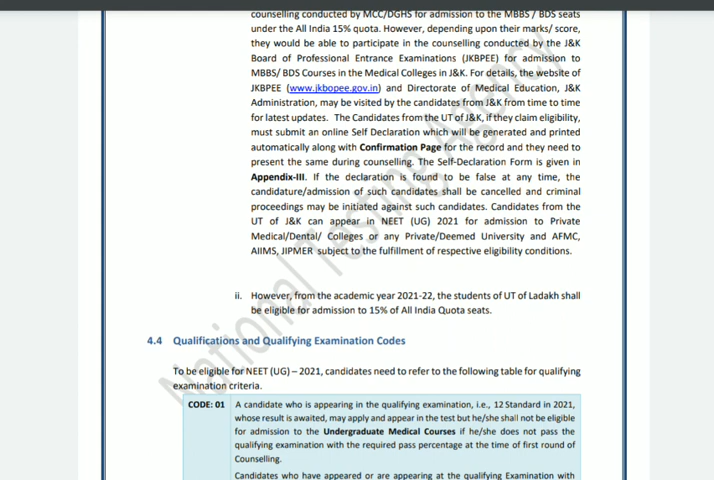 counselling conducted by MCC/DGHS for admission to the MBBS / BDS seats
under the All India 15% quota. However, depending upon their marks/ score,
they would be able to participate in the counselling conducted by the J&K
Board of Professional Entrance Examinations (JKBPEE) for admission to
MBBS/ BDS Courses in the Medical Colleges in J&K. For details, the website of
JKBPEE (www.jkbopee.gov.in) and Directorate of Medical Education, J&K
Administration, may be visited by the candidates from J&K from time to time
for latest updates. The Candidates from the UT of J&K, if they claim eligibility,
must submit an online Self Declaration which will be generated and printed
automatically along with Confirmation Page for the record and they need to
present the same during counselling. The Self-Declaration Form is given in
Appendix-III. If the declaration is found to be false at any time, the
candidature/admission of such candidates shall be cancelled and criminal
proceedings may be initiated against such candidates. Candidates from the
UT of J&K can appear in NEET (UG) 2021 for admission to Private
Medical/Dental/ Colleges or any Private/Deemed University and AFMC,
AIIMS, JIPMER subject to the fulfillment of respective eligibility conditions.
ii. However, from the academic year 2021-22, the students of UT of Ladakh shall
be eligible for admission to 15% of All India Quota seats.
4.4 Qualifications and Qualifying Examination Codes
To be eligible for NEET (UG) – 2021, candidates need to refer to the following table for qualifying
examination criteria.
CODE: 01 A candidate who is appearing in the qualifying examination, i.e., 12 Standard in 2021,
whose result is awaited, may apply and appear in the test but he/she shall not be eligible
for admission to the Undergraduate Medical Courses if he/she does not pass the
qualifying examination with the required pass percentage at the time of first round of
Counselling.
Candidates who have appeared or are appearing at the qualifying Examination with
National Testing Agency